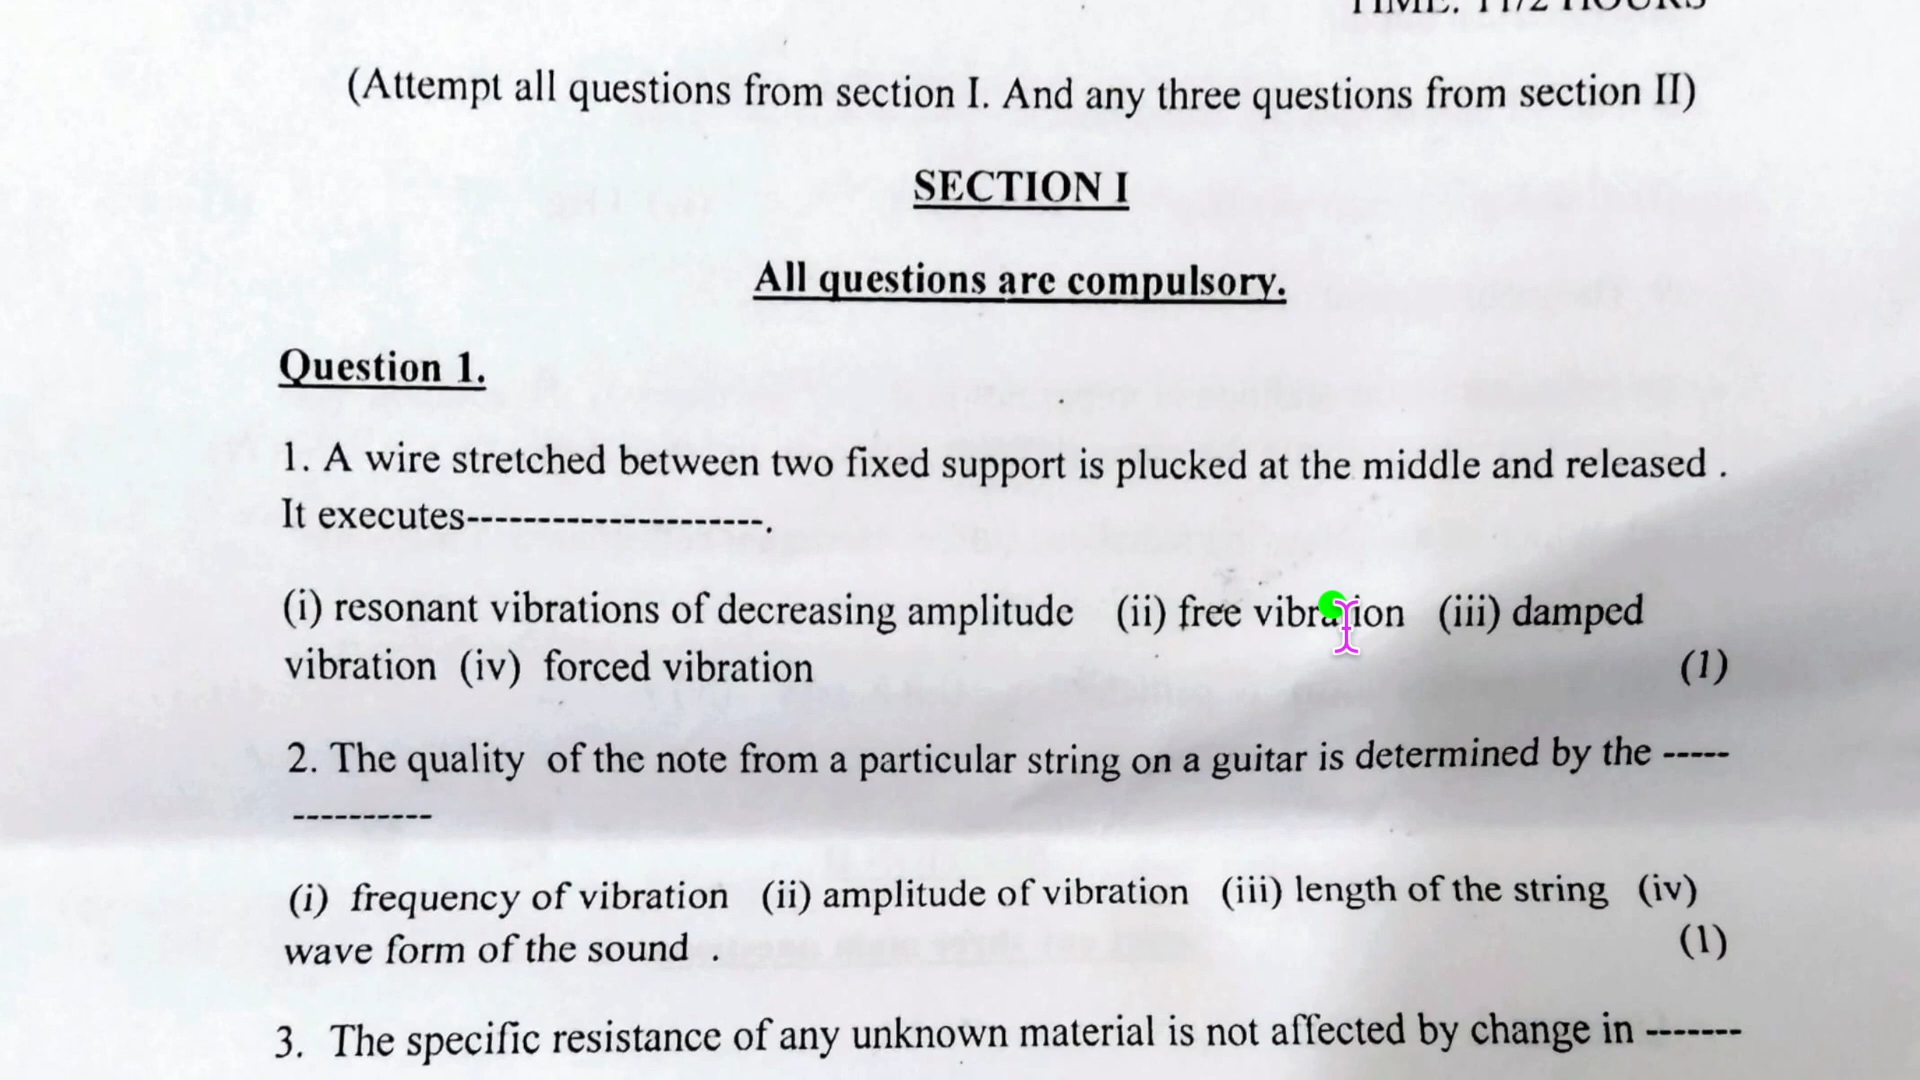 (Attempt all questions from section I. And any three questions from section II)
SECTION I
All questions are compulsory.
Question 1.
1. A wire stretched between two fixed support is plucked at the middle and released .
It executes---------------------.
(i) resonant vibrations of decreasing amplitude (ii) free vibration (iii) damped
vibration (iv) forced vibration (1)
2. The quality of the note from a particular string on a guitar is determined by the -----
----------
(i) frequency of vibration (ii) amplitude of vibration (iii) length of the string (iv)
wave form of the sound . (1)
3. The specific resistance of any unknown material is not affected by change in -------